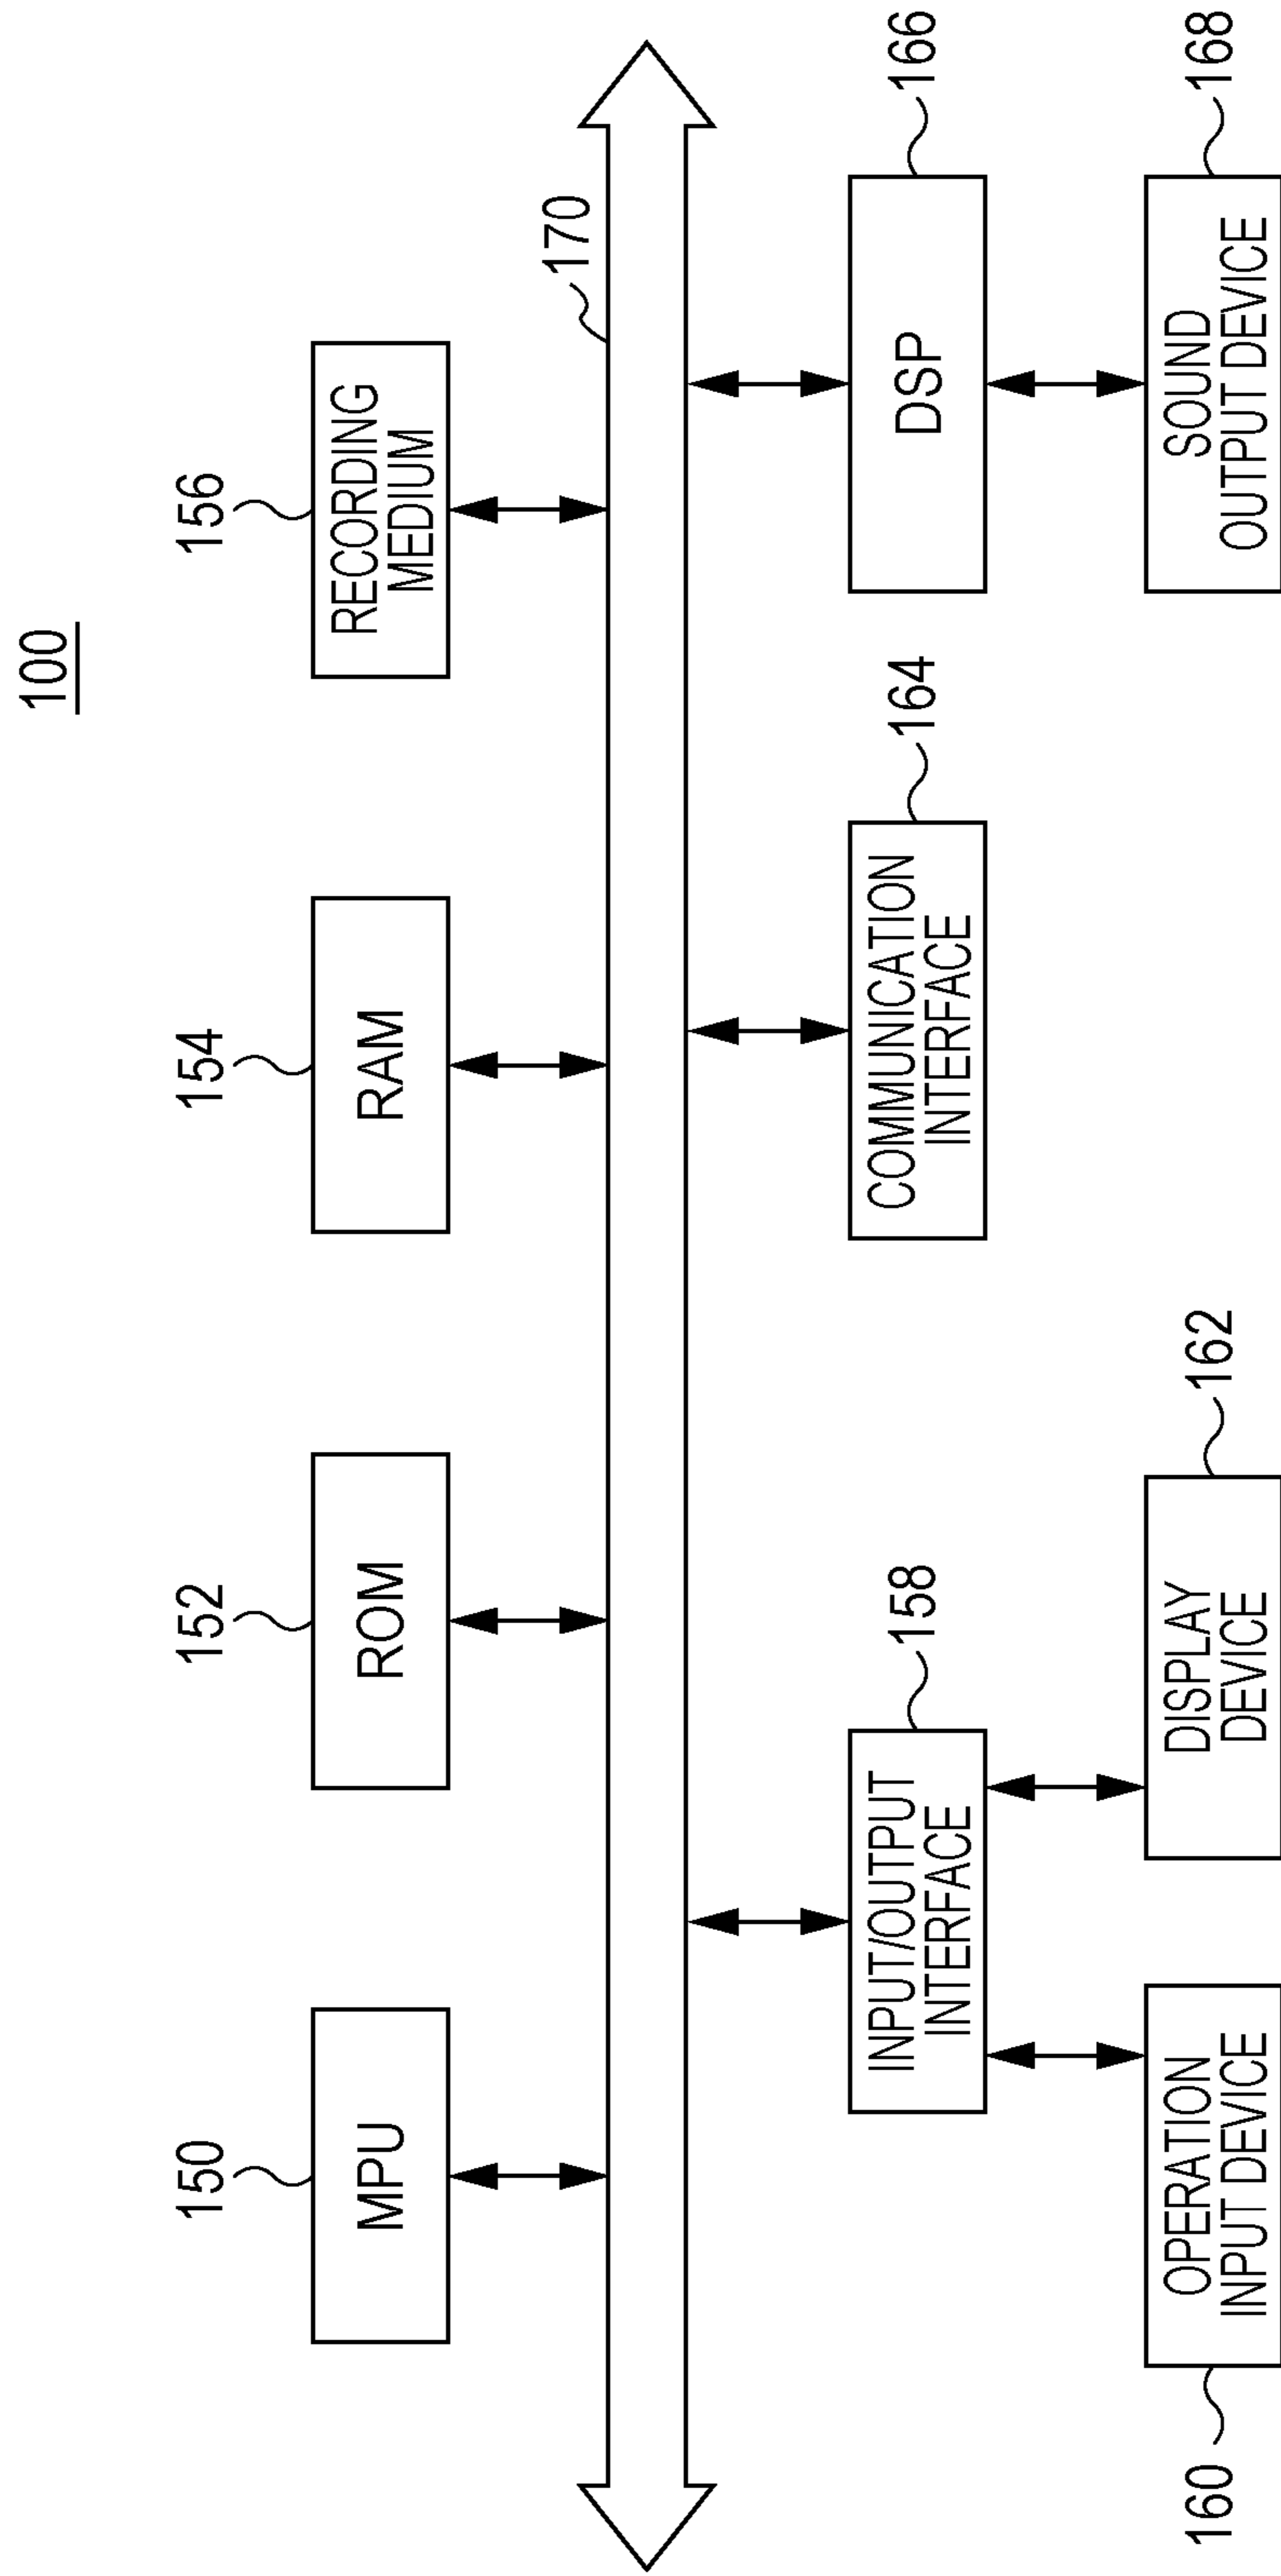 100
150
152
154
156
MPU
ROM
RAM
RECORDING
MEDIUM
170
158
164
166
INPUT/OUTPUT
INTERFACE
COMMUNICATION
INTERFACE
DSP
160
162
168
OPERATION
INPUT DEVICE
DISPLAY
DEVICE
SOUND
OUTPUT DEVICE